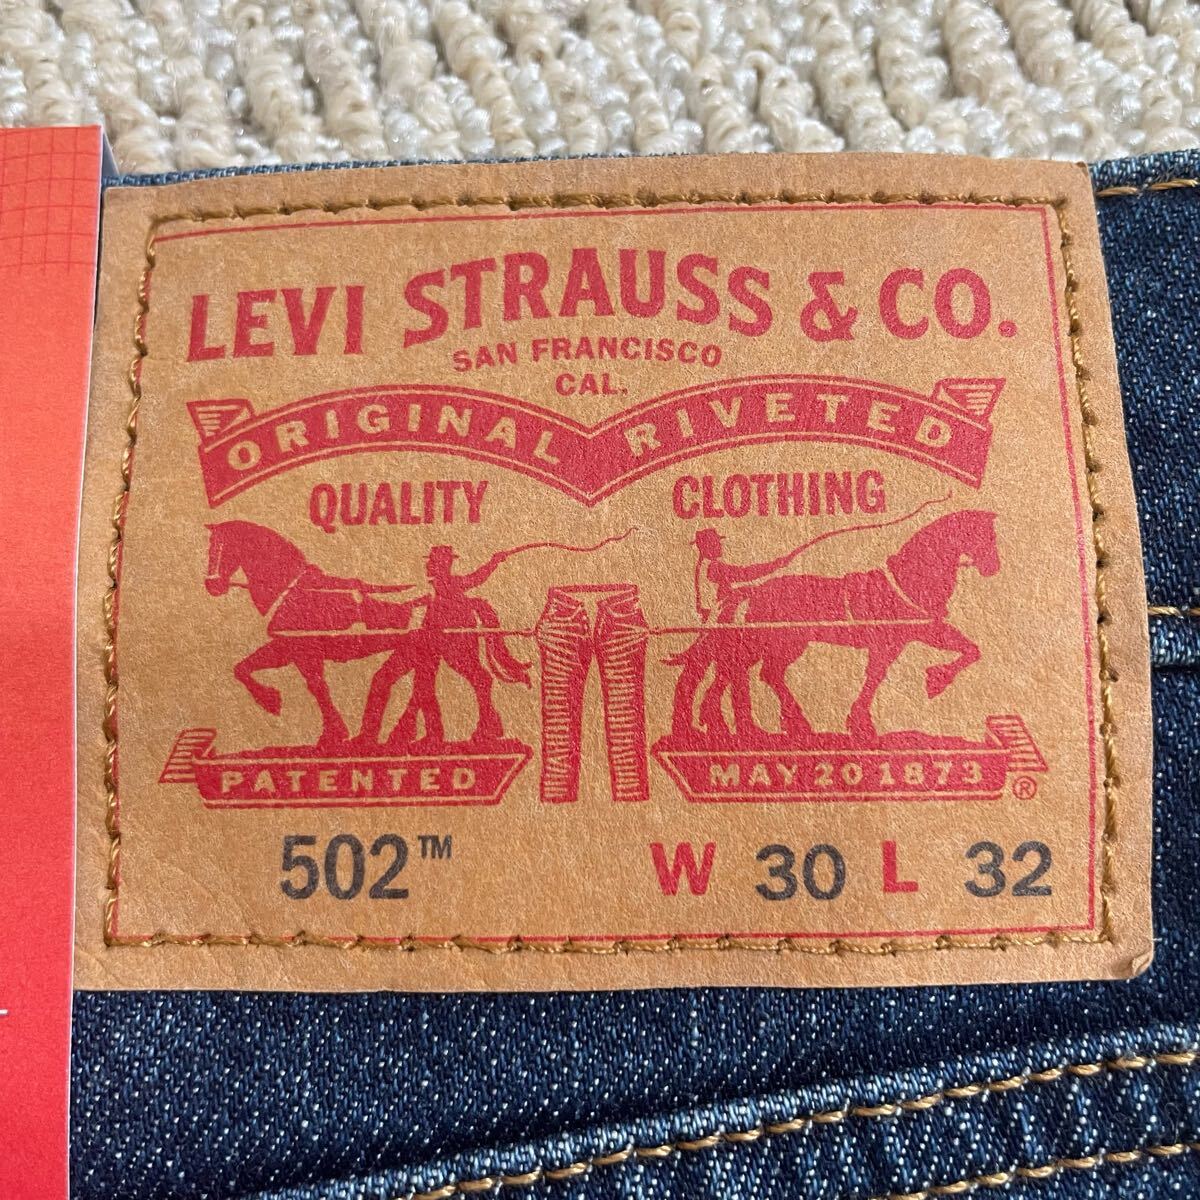 LEVI STRAUSS & CO.
SAN FRANCISCO
CAL.
ORIGINAL RIVETED
QUALITY CLOTHING
PATENTED MAY 20 1873 ®
502™ W 30 L 32